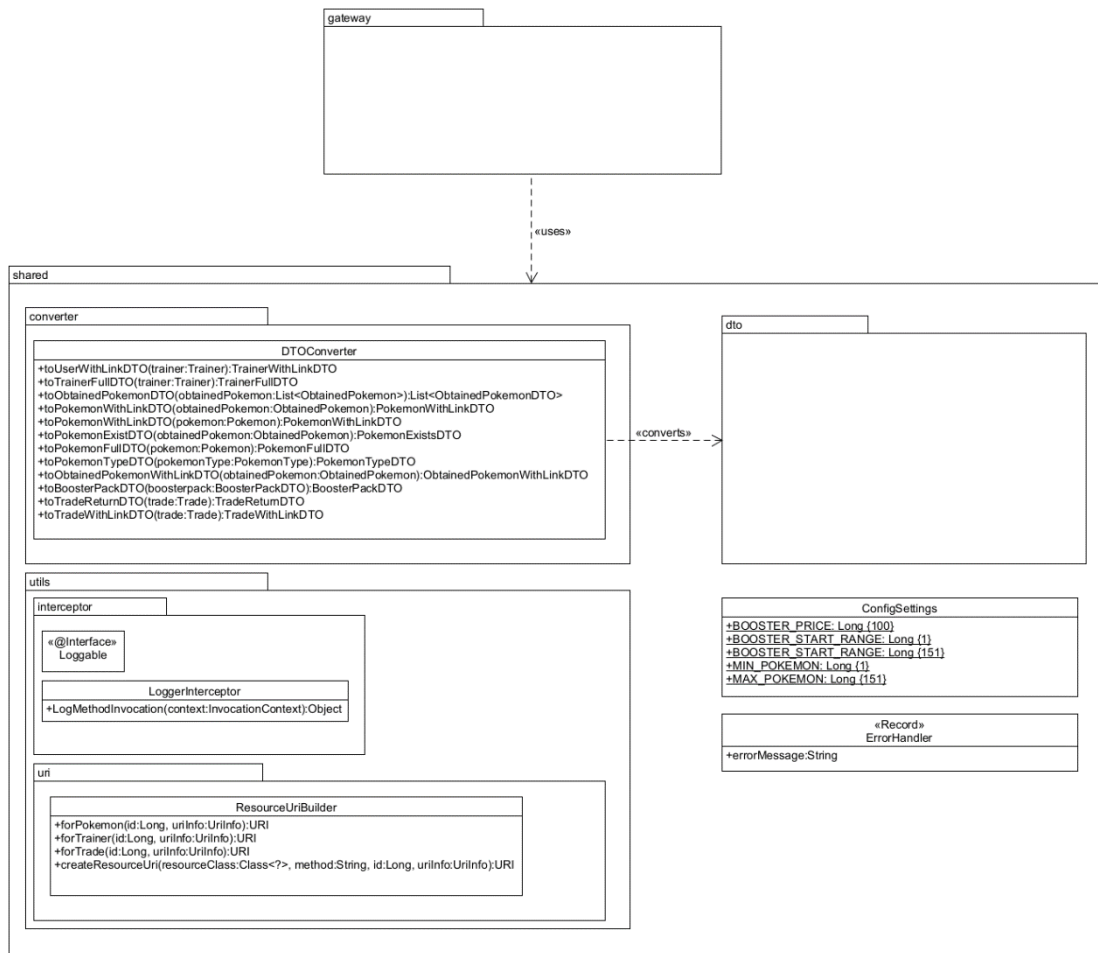 gateway
«uses»
shared
converter
DTOConverter
+toUserWithLinkDTO(trainer:Trainer):TrainerWithLinkDTO
+toTrainerFullDTO(trainer:Trainer):TrainerFullDTO
+toObtainedPokemonDTO(obtainedPokemon:List<ObtainedPokemon>):List<ObtainedPokemonDTO>
+toPokemonWithLinkDTO(obtainedPokemon:ObtainedPokemon):PokemonWithLinkDTO
+toPokemonWithLinkDTO(pokemon:Pokemon):PokemonWithLinkDTO
+toPokemonExistDTO(obtainedPokemon:ObtainedPokemon):PokemonExistsDTO
+toPokemonFullDTO(pokemon:Pokemon):PokemonFullDTO
+toPokemonTypeDTO(pokemonType:PokemonType):PokemonTypeDTO
+toObtainedPokemonWithLinkDTO(obtainedPokemon:ObtainedPokemon):ObtainedPokemonWithLinkDTO
+toBoosterPackDTO(boosterpack:BoosterPackDTO):BoosterPackDTO
+toTradeReturnDTO(trade:Trade):TradeReturnDTO
+toTradeWithLinkDTO(trade:Trade):TradeWithLinkDTO
«converts»
dto
utils
interceptor
«@Interface»
Loggable
LoggerInterceptor
+LogMethodInvocation(context:InvocationContext):Object
uri
ResourceUriBuilder
+forPokemon(id:Long, uriInfo:UriInfo):URI
+forTrainer(id:Long, uriInfo:UriInfo):URI
+forTrade(id:Long, uriInfo:UriInfo):URI
+createResourceUri(resourceClass:Class<?>, method:String, id:Long, uriInfo:UriInfo):URI
ConfigSettings
+BOOSTER_PRICE: Long {100}
+BOOSTER_START_RANGE: Long {1}
+BOOSTER_START_RANGE: Long {151}
+MIN_POKEMON: Long {1}
+MAX_POKEMON: Long {151}
«Record»
ErrorHandler
+errorMessage:String